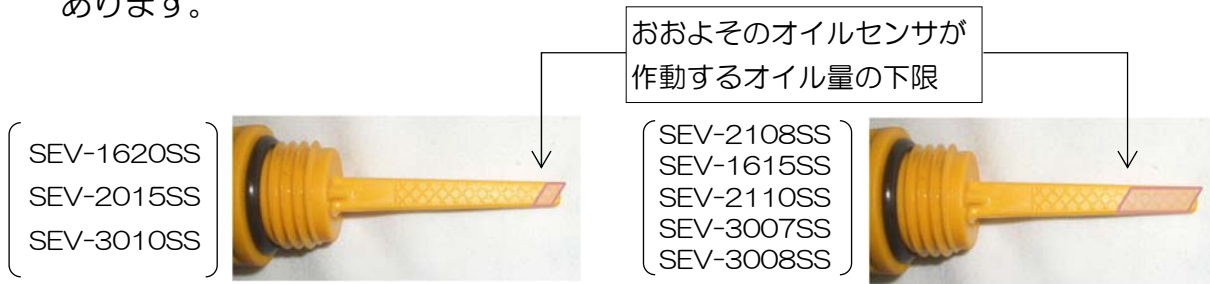 あります。
おおよそのオイルセンサが
作動するオイル量の下限
SEV-1620SS
SEV-2015SS
SEV-3010SS
SEV-2108SS
SEV-1615SS
SEV-2110SS
SEV-3007SS
SEV-3008SS